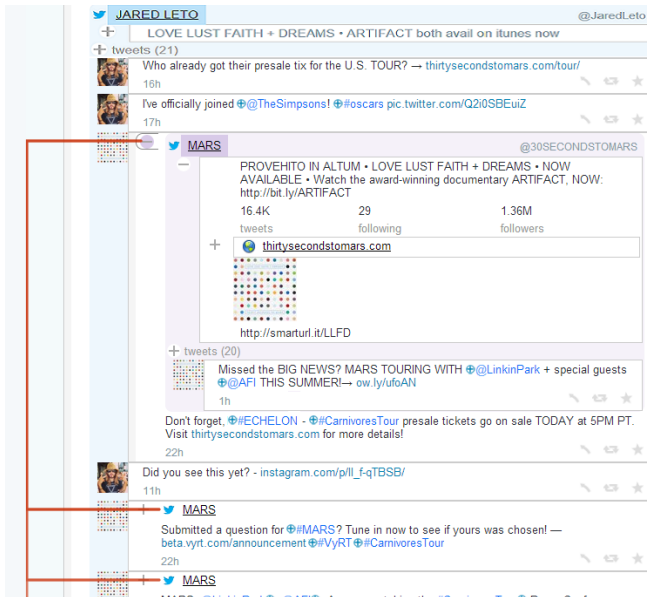 JARED LETO @JaredLeto
LOVE LUST FAITH + DREAMS • ARTIFACT both avail on itunes now
tweets (21)
Who already got their presale tix for the U.S. TOUR? → thirtysecondstomars.com/tour/
16h
I've officially joined @TheSimpsons! #oscars pic.twitter.com/Q2i0SBEuiZ
17h
MARS @30SECONDSTOMARS
PROVEHITO IN ALTUM • LOVE LUST FAITH + DREAMS • NOW
AVAILABLE • Watch the award-winning documentary ARTIFACT, NOW:
http://bit.ly/ARTIFACT
16.4K 29 1.36M
tweets following followers
thirtysecondstomars.com
http://smarturl.it/LLFD
tweets (20)
Missed the BIG NEWS? MARS TOURING WITH @LinkinPark + special guests
@AFI THIS SUMMER!→ ow.ly/ufoAN
1h
Don't forget, #ECHELON - #CarnivoresTour presale tickets go on sale TODAY at 5PM PT.
Visit thirtysecondstomars.com for more details!
22h
Did you see this yet? - instagram.com/p/ll_f-qTBSB/
11h
MARS
Submitted a question for #MARS? Tune in now to see if yours was chosen! —
beta.vyrt.com/announcement #VyRT #CarnivoresTour
22h
MARS